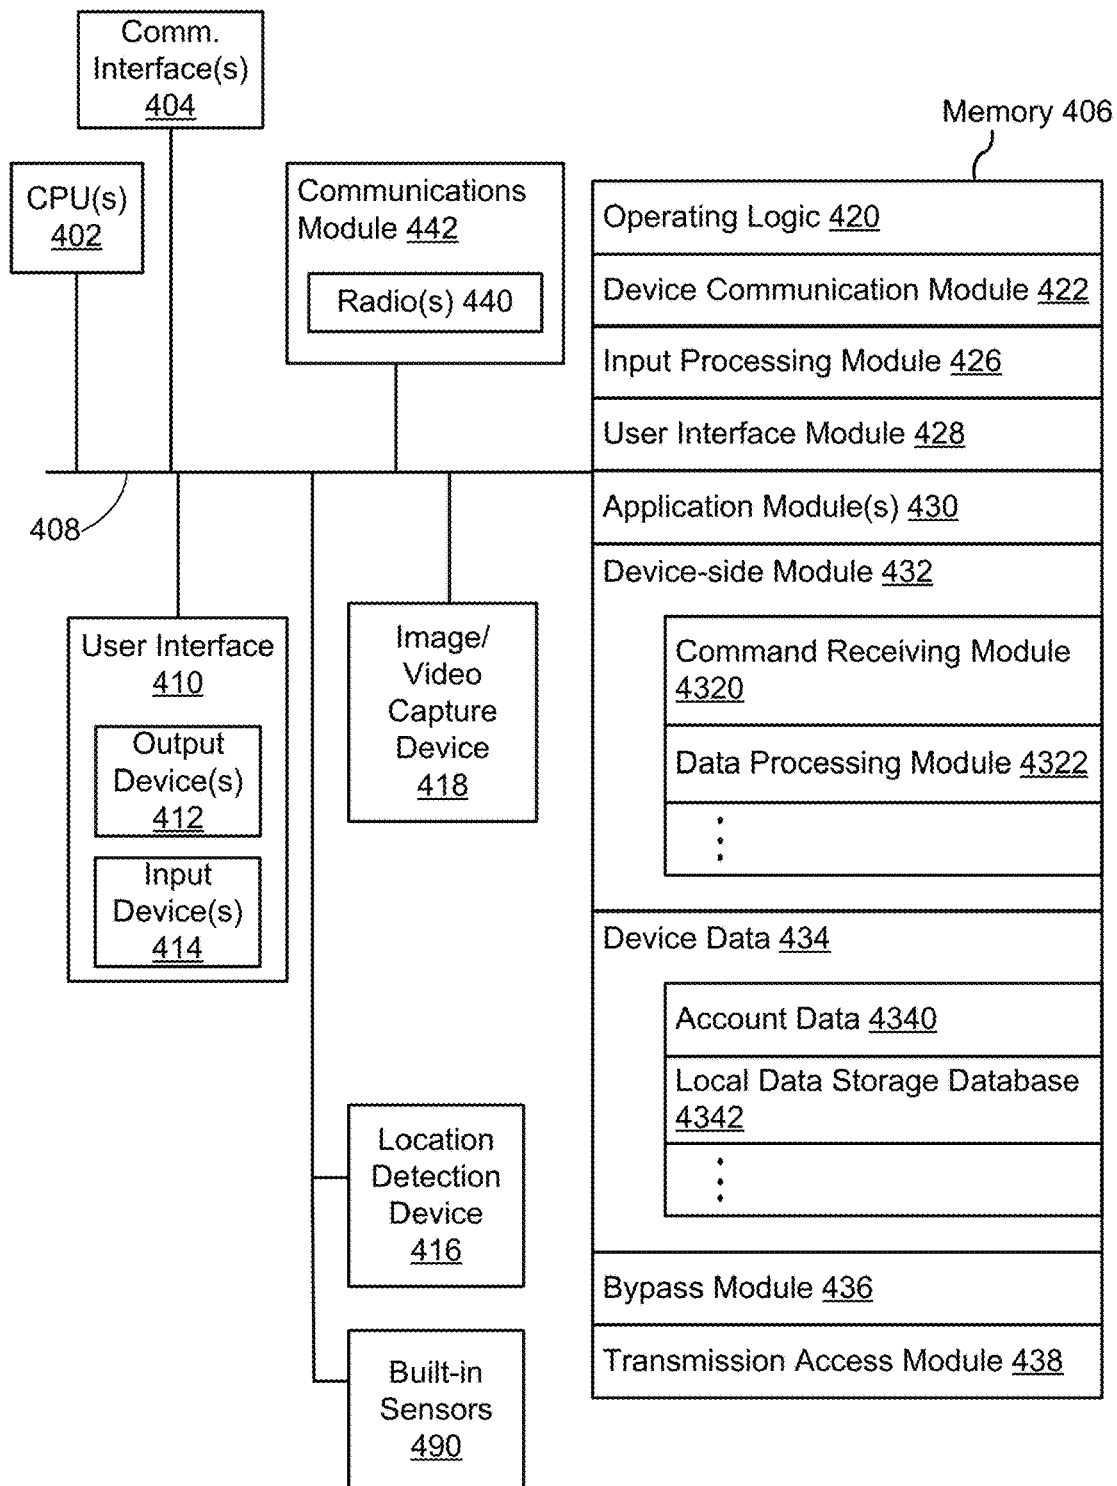 Comm.
Interface(s)
404
Memory 406
CPU(s)
402
Communications
Module 442
Radio(s) 440
408
User Interface
410
Output
Device(s)
412
Input
Device(s)
414
Image/
Video
Capture
Device
418
Location
Detection
Device
416
Built-in
Sensors
490
Operating Logic 420
Device Communication Module 422
Input Processing Module 426
User Interface Module 428
Application Module(s) 430
Device-side Module 432
Command Receiving Module
4320
Data Processing Module 4322
Device Data 434
Account Data 4340
Local Data Storage Database
4342
Bypass Module 436
Transmission Access Module 438